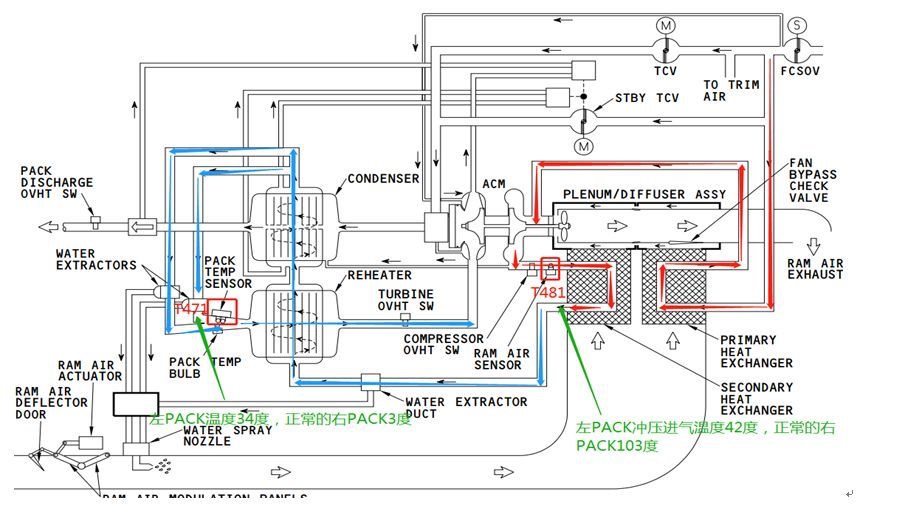 M
S
TCV
FCSOV
TO TRIM
AIR
STBY TCV
M
PACK
DISCHARGE
OVHT SW
CONDENSER
ACM
PLENUM/DIFFUSER ASSY
FAN
BYPASS
CHECK
VALVE
WATER
EXTRACTORS
PACK
TEMP
SENSOR
REHEATER
TURBINE
OVHT SW
T471
T481
RAM AIR
EXHAUST
COMPRESSOR
OVHT SW
RAM AIR
SENSOR
PRIMARY
HEAT
EXCHANGER
PACK TEMP
BULB
RAM AIR
ACTUATOR
RAM AIR
DEFLECTOR
DOOR
SECONDARY
HEAT
EXCHANGER
WATER EXTRACTOR
DUCT
左PACK温度34度，正常的右PACK3度
左PACK冲压进气温度42度，正常的右
PACK103度
WATER SPRAY
NOZZLE
RAM AIR MODULATION PANELS